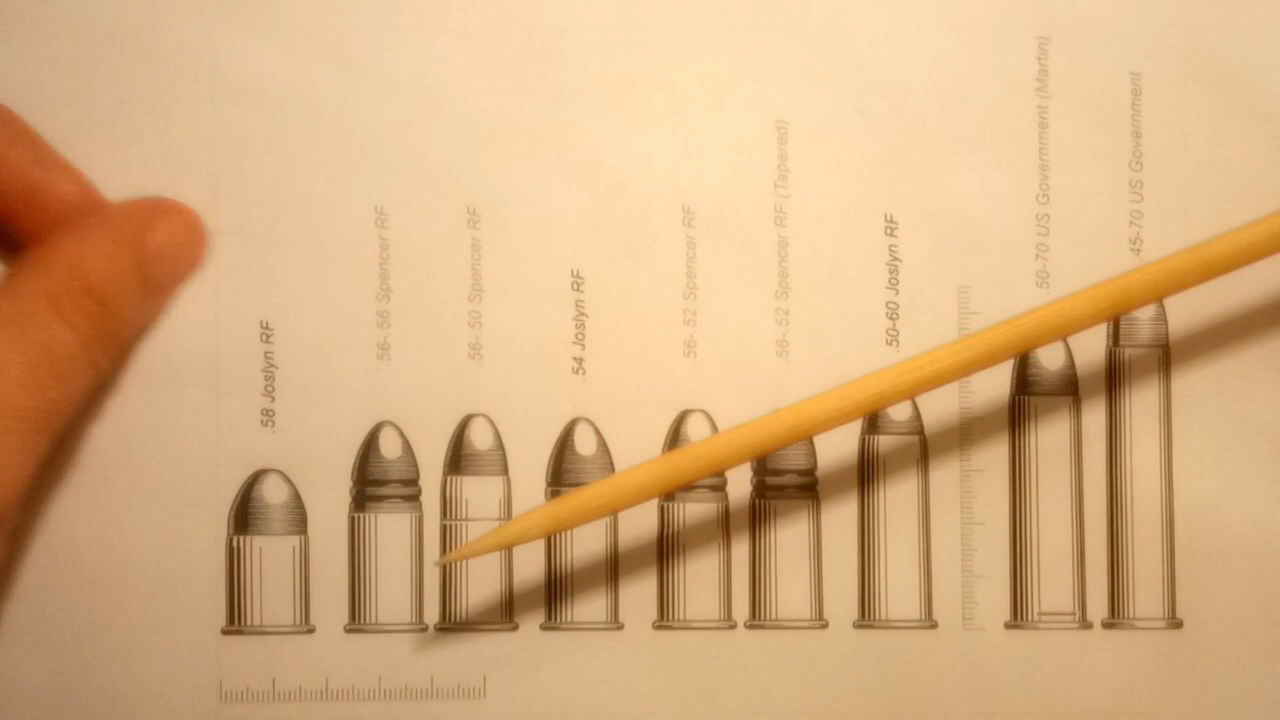 .58 Joslyn RF
.56-.56 Spencer RF
.56-.50 Spencer RF
.54 Joslyn RF
.56-.52 Spencer RF
.56-.52 Spencer RF (Tapered)
.50-60 Joslyn RF
.50-70 US Government (Martin)
.45-70 US Government